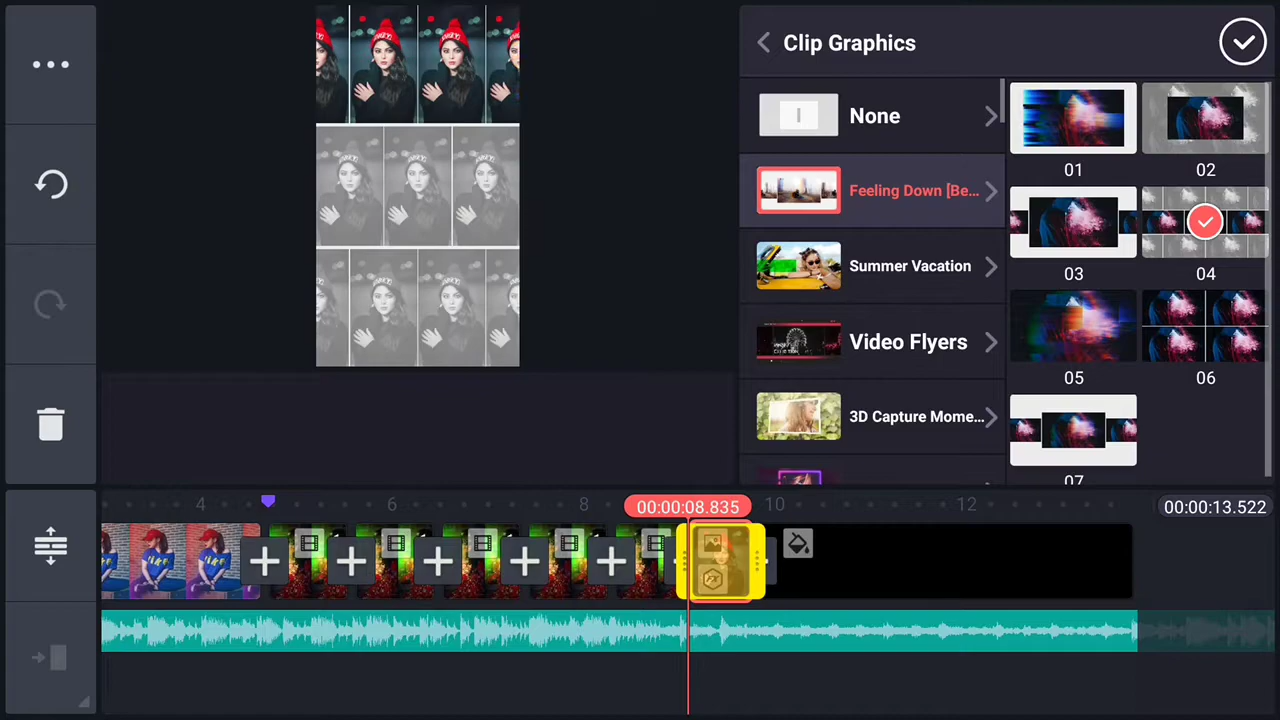 Clip Graphics
None
Feeling Down [Be...
Summer Vacation
Video Flyers
3D Capture Mome...
01
02
03
04
05
06
07
4
6
8
10
12
00:00:08.835
00:00:13.522